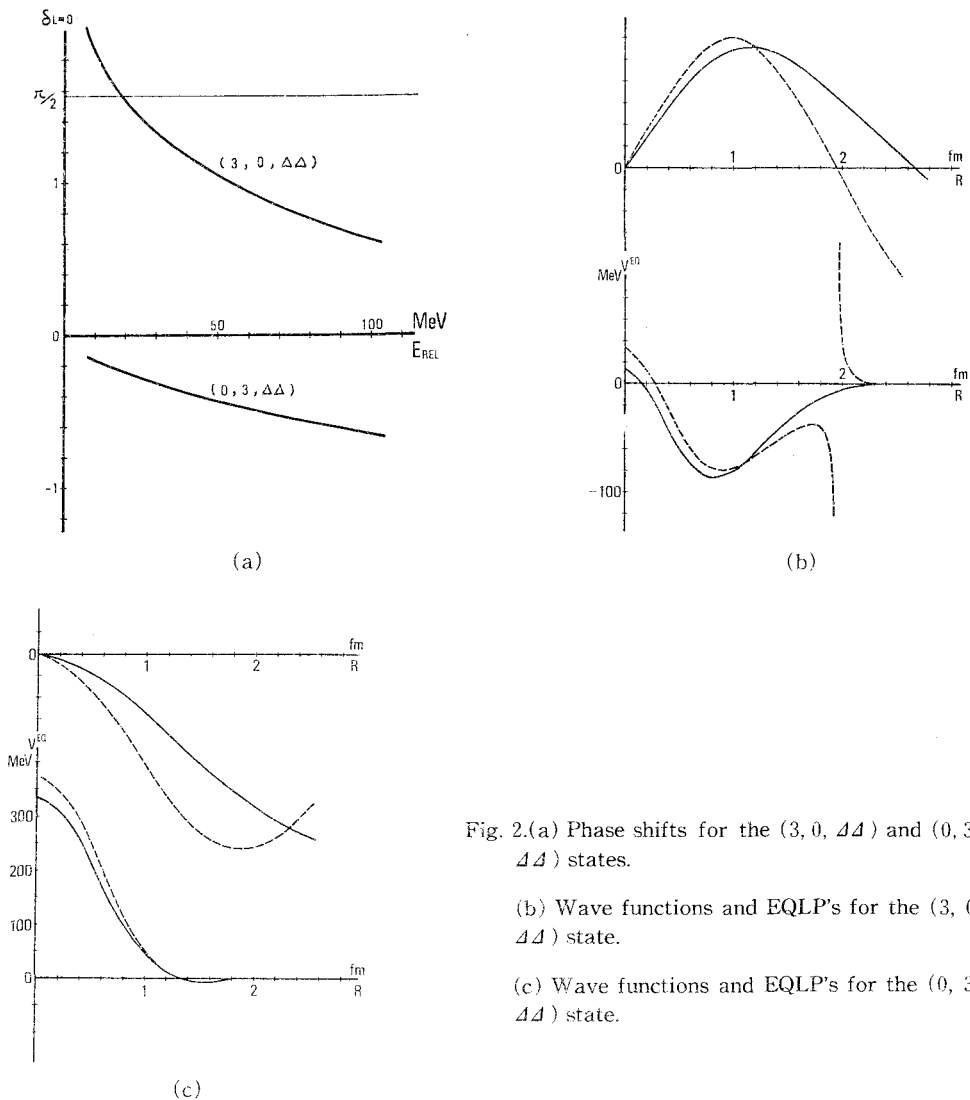 δL=0
π/2
1
(3, 0, ΔΔ)
50
100
MeV
0
EREL
(0, 3, ΔΔ)
-1
(a)
0
1
2
fm
R
MeV VEQ
0
1
2
fm
R
-100
(b)
0
1
2
fm
R
VEQ
MeV
300
200
100
0
1
2
fm
R
(c)
Fig. 2.(a) Phase shifts for the (3, 0, ΔΔ) and (0, 3
ΔΔ) states.
(b) Wave functions and EQLP's for the (3, 0
ΔΔ) state.
(c) Wave functions and EQLP's for the (0, 3
ΔΔ) state.